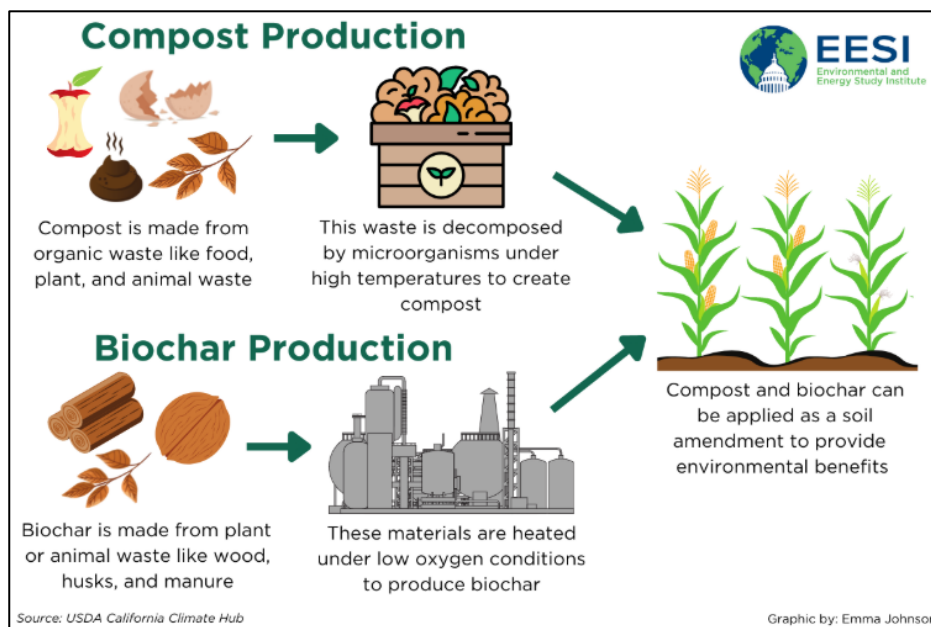 Compost Production
EESI
Environmental and
Energy Study Institute
Compost is made from
organic waste like food,
plant, and animal waste
This waste is decomposed
by microorganisms under
high temperatures to create
compost
Biochar Production
Biochar is made from plant
or animal waste like wood,
husks, and manure
These materials are heated
under low oxygen conditions
to produce biochar
Compost and biochar can
be applied as a soil
amendment to provide
environmental benefits
Source: USDA California Climate Hub
Graphic by: Emma Johnson